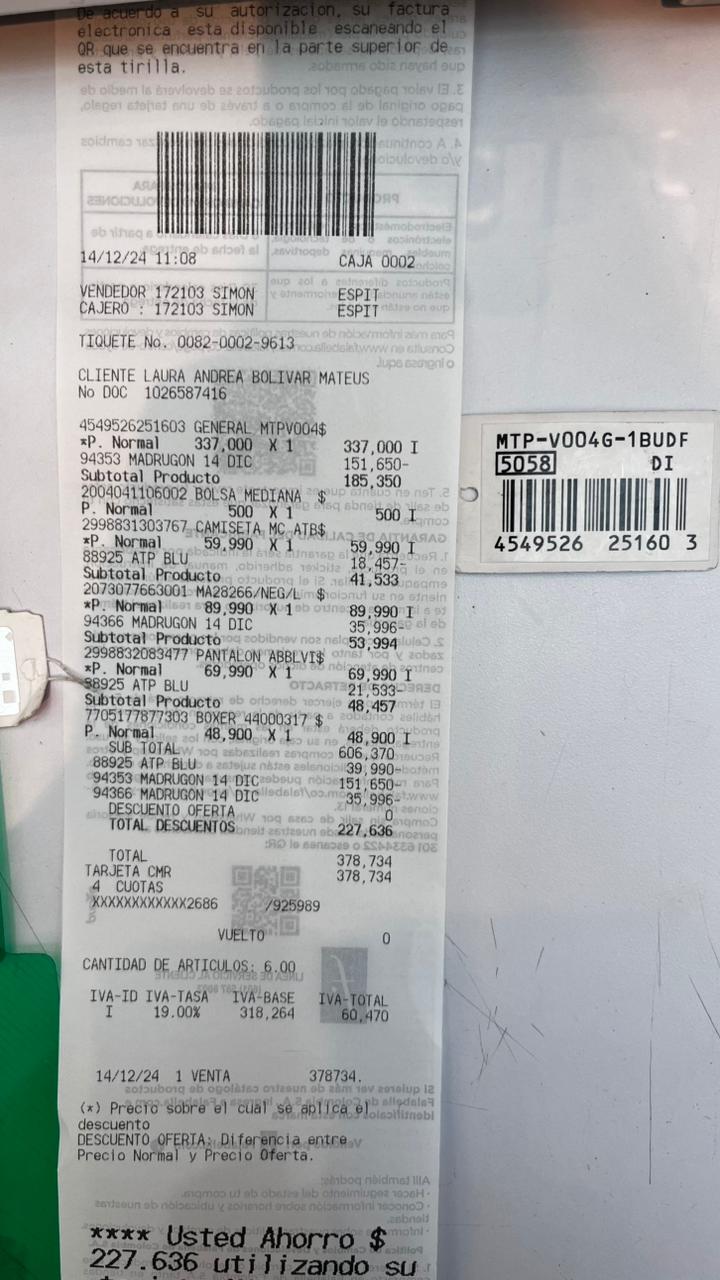 De acuerdo a su autorizacion, su factura
electronica esta disponible escaneando el
QR que se encuentra en la parte superior de
esta tirilla.
14/12/24 11:08 CAJA 0002
VENDEDOR 172103 SIMON ESPIT
CAJERO : 172103 SIMON ESPIT
TIQUETE No. 0082-0002-9613
CLIENTE LAURA ANDREA BOLIVAR MATEUS
No DOC 1026587416
4549526251603 GENERAL MTPV004$
*P. Normal 337,000 X 1 337,000 I
94353 MADRUGON 14 DIC 151,650-
Subtotal Producto 185,350
2004041106002 BOLSA MEDIANA $
P. Normal 500 X 1 500 I
2998831303767 CAMISETA MC ATB$
*P. Normal 59,990 X 1 59,990 I
88925 ATP BLU 18,457-
Subtotal Producto 41,533
2073077663001 MA28266/NEG/L $
*P. Normal 89,990 X 1 89,990 I
94366 MADRUGON 14 DIC 35,996-
Subtotal Producto 53,994
2998832083477 PANTALON ABBLVI$
*P. Normal 69,990 X 1 69,990 I
88925 ATP BLU 21,533-
Subtotal Producto 48,457
7705177877303 BOXER 44000317 $
P. Normal 48,900 X 1 48,900 I
SUB TOTAL 606,370
88925 ATP BLU 39,990-
94353 MADRUGON 14 DIC 151,650-
94366 MADRUGON 14 DIC 35,996-
DESCUENTO OFERTA 0
TOTAL DESCUENTOS 227,636
TOTAL 378,734
TARJETA CMR 378,734
4 CUOTAS
XXXXXXXXXXXX2686 /925989
VUELTO 0
CANTIDAD DE ARTICULOS: 6.00
IVA-ID IVA-TASA IVA-BASE IVA-TOTAL
I 19.00% 318,264 60,470
14/12/24 1 VENTA 378734.
(*) Precio sobre el cual se aplica el
descuento
DESCUENTO OFERTA: Diferencia entre
Precio Normal y Precio Oferta.
**** Usted Ahorro $
227.636 utilizando su
MTP-V004G-1BUDF
5058 DI
4549526 25160 3